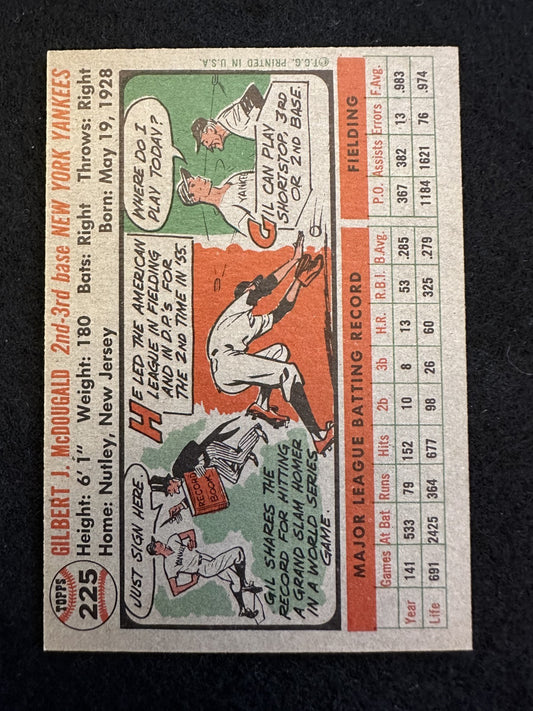 TOPPS
225
GILBERT J. McDOUGALD 2nd-3rd base NEW YORK YANKEES
Height: 6'1" Weight: 180 Bats: Right Throws: Right
Home: Nutley, New Jersey Born: May 19, 1928
JUST SIGN HERE.
RECORD
BOOK
YANKEES
GIL SHARES THE
RECORD FOR HITTING
A GRAND SLAM HOMER
IN A WORLD SERIES
GAME.
HE LED THE AMERICAN
LEAGUE IN FIELDING
AND IN D.P.'S FOR
THE 2ND TIME IN '55.
WHERE DO I
PLAY TODAY?
YANK
GIL CAN PLAY
SHORTSTOP, 3RD
OR 2ND BASE.
©T.C.G. PRINTED IN U.S.A.
MAJOR LEAGUE BATTING RECORD FIELDING
Games At Bat Runs Hits 2b 3b H.R. R.B.I. B.Avg. P.O. Assists Errors F.Avg.
Year 141 533 79 152 10 8 13 53 .285 367 382 13 .983
Life 691 2425 364 677 98 26 60 325 .279 1184 1621 76 .974